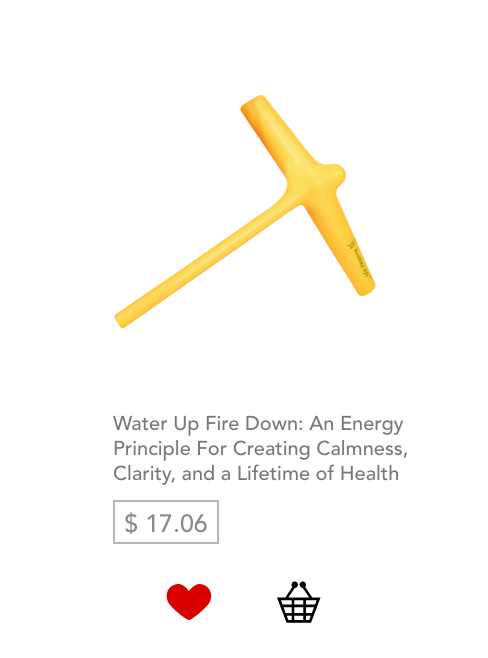 Water Up Fire Down: An Energy
Principle For Creating Calmness,
Clarity, and a Lifetime of Health
$ 17.06